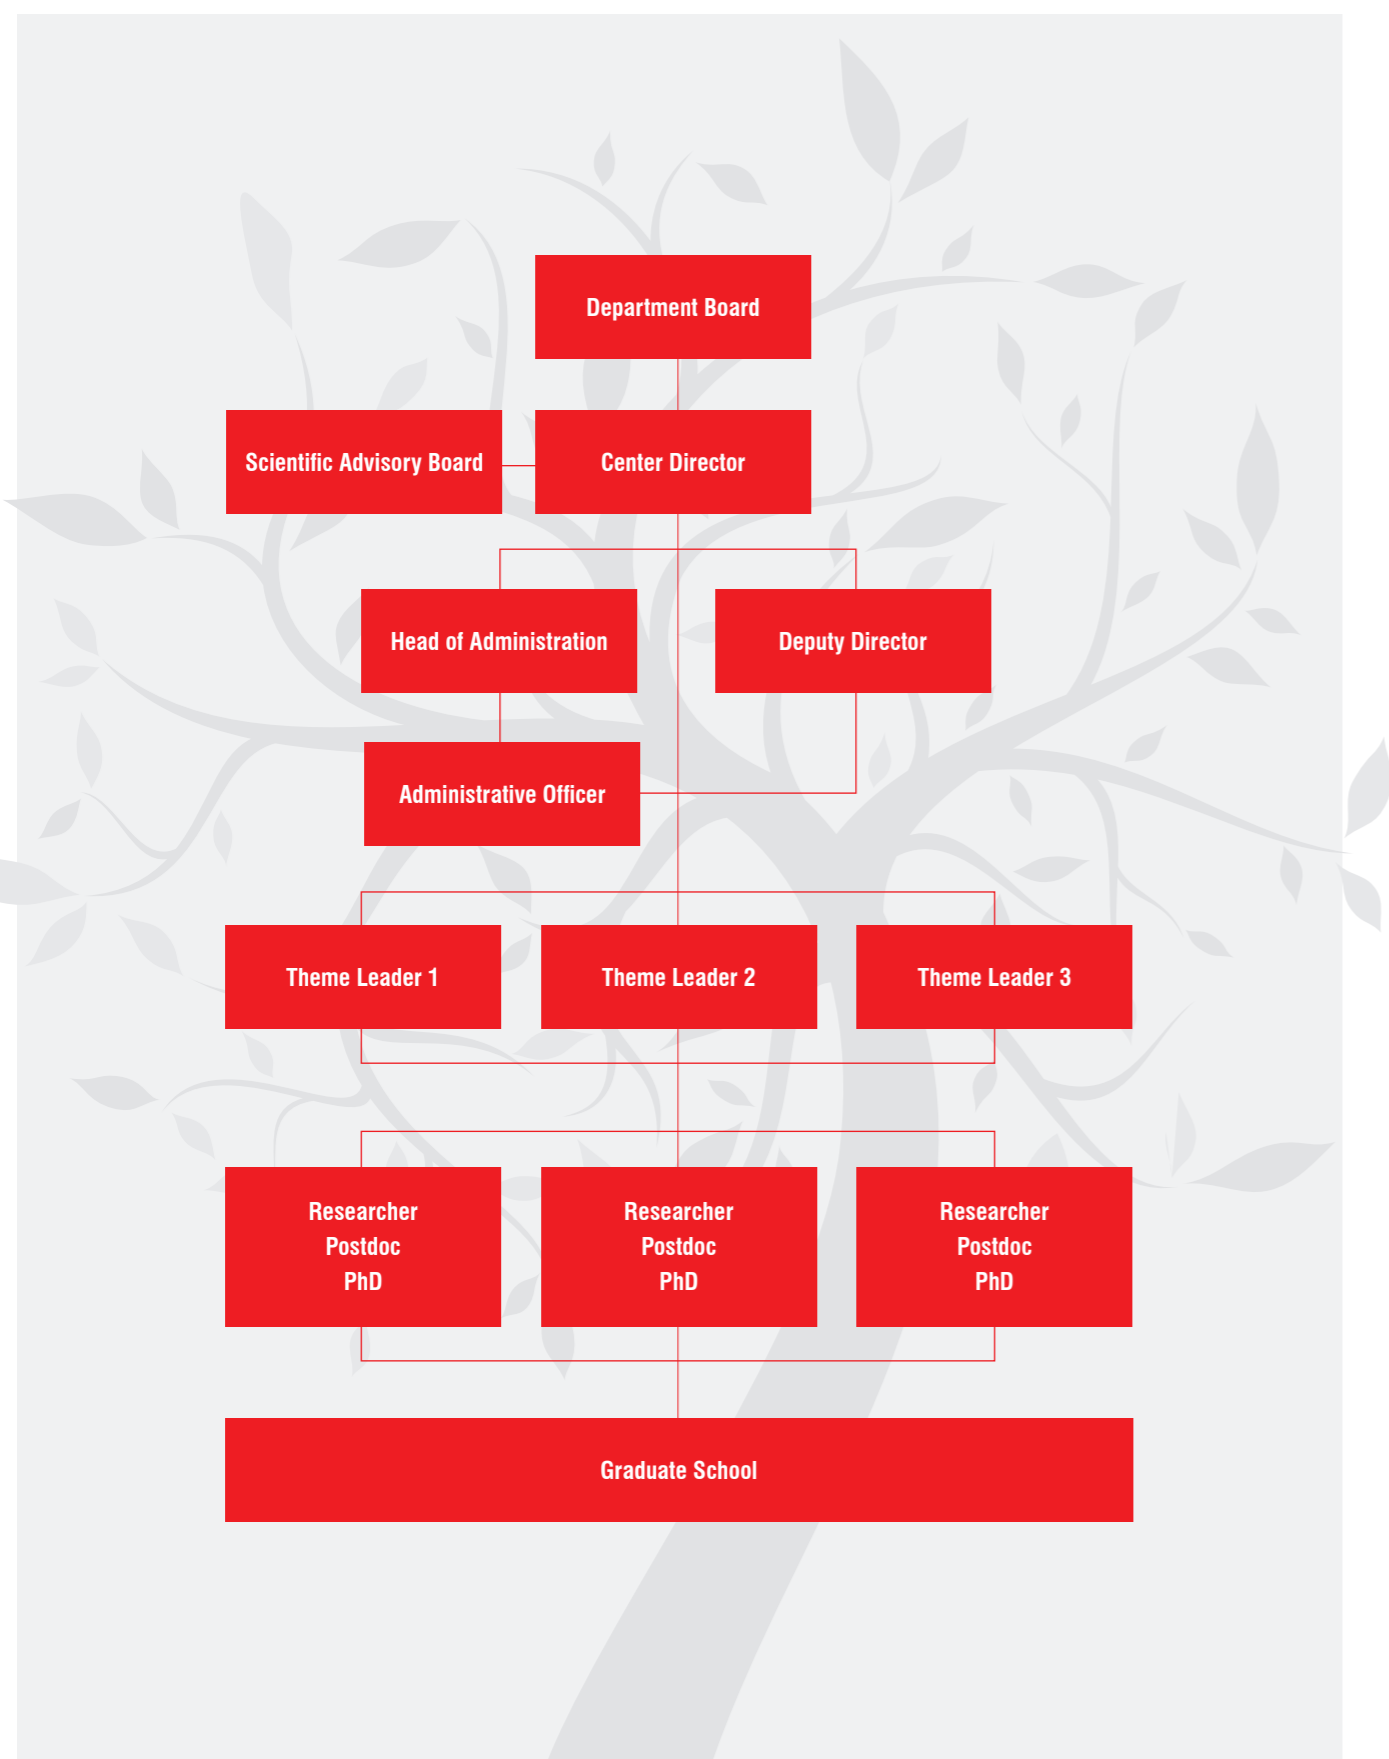 Department Board
Scientific Advisory Board
Center Director
Head of Administration
Deputy Director
Administrative Officer
Theme Leader 1
Theme Leader 2
Theme Leader 3
Researcher
Postdoc
PhD
Researcher
Postdoc
PhD
Researcher
Postdoc
PhD
Graduate School